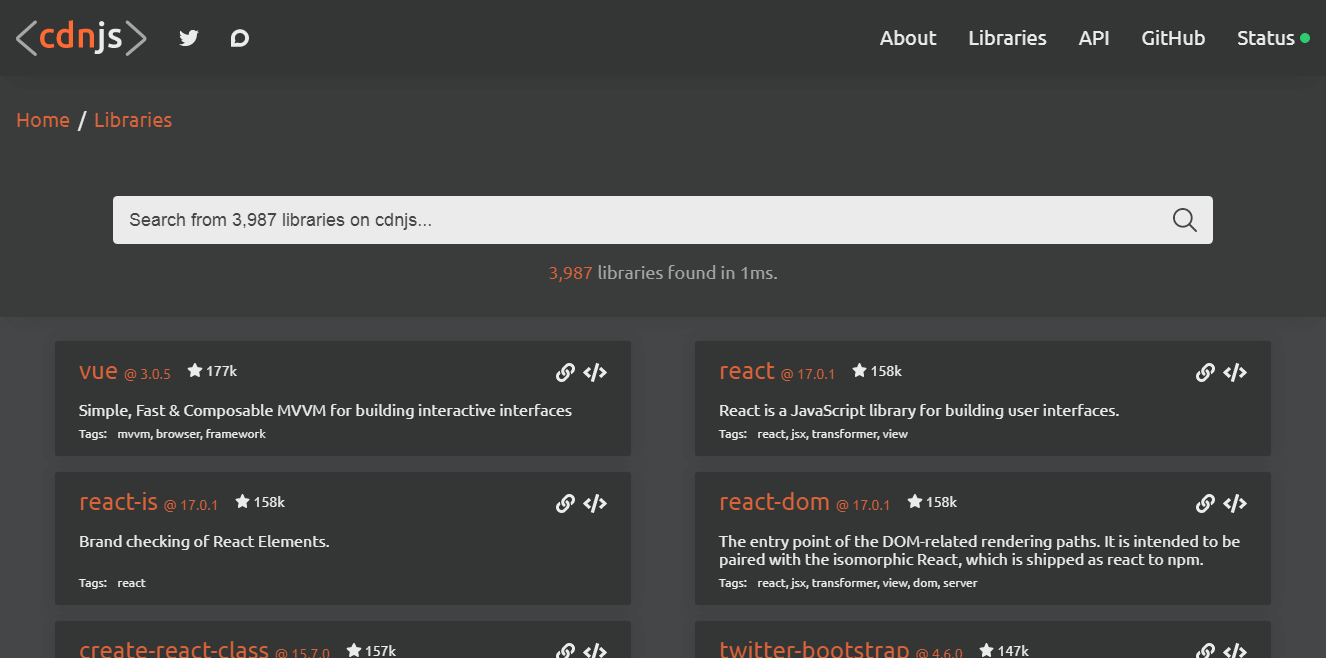 <cdnjs>
About Libraries API GitHub Status
Home / Libraries
Search from 3,987 libraries on cdnjs...
3,987 libraries found in 1ms.
vue @ 3.0.5 177k
Simple, Fast & Composable MVVM for building interactive interfaces
Tags: mvvm, browser, framework
react @ 17.0.1 158k
React is a JavaScript library for building user interfaces.
Tags: react, jsx, transformer, view
react-is @ 17.0.1 158k
Brand checking of React Elements.
Tags: react
react-dom @ 17.0.1 158k
The entry point of the DOM-related rendering paths. It is intended to be
paired with the isomorphic React, which is shipped as react to npm.
Tags: react, jsx, transformer, view, dom, server
create-react-class @ 15.7.0 157k
twitter-bootstrap @ 4.6.0 147k